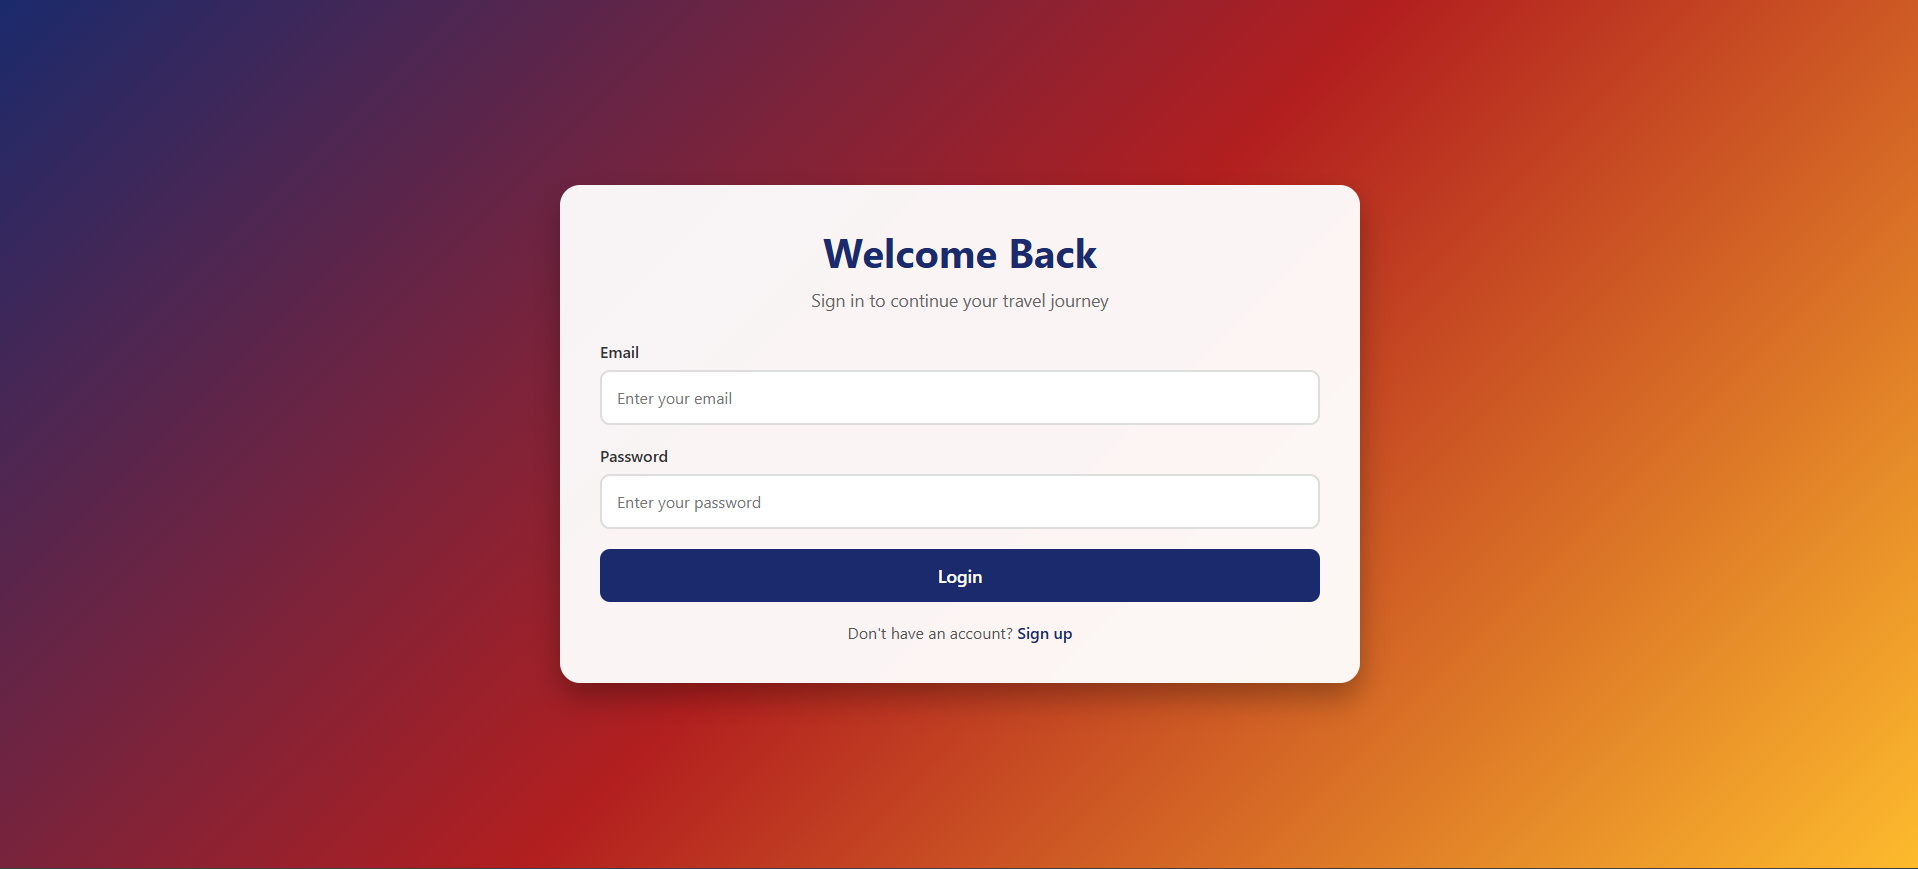 Welcome Back
Sign in to continue your travel journey
Email
Enter your email
Password
Enter your password
Login
Don't have an account? Sign up